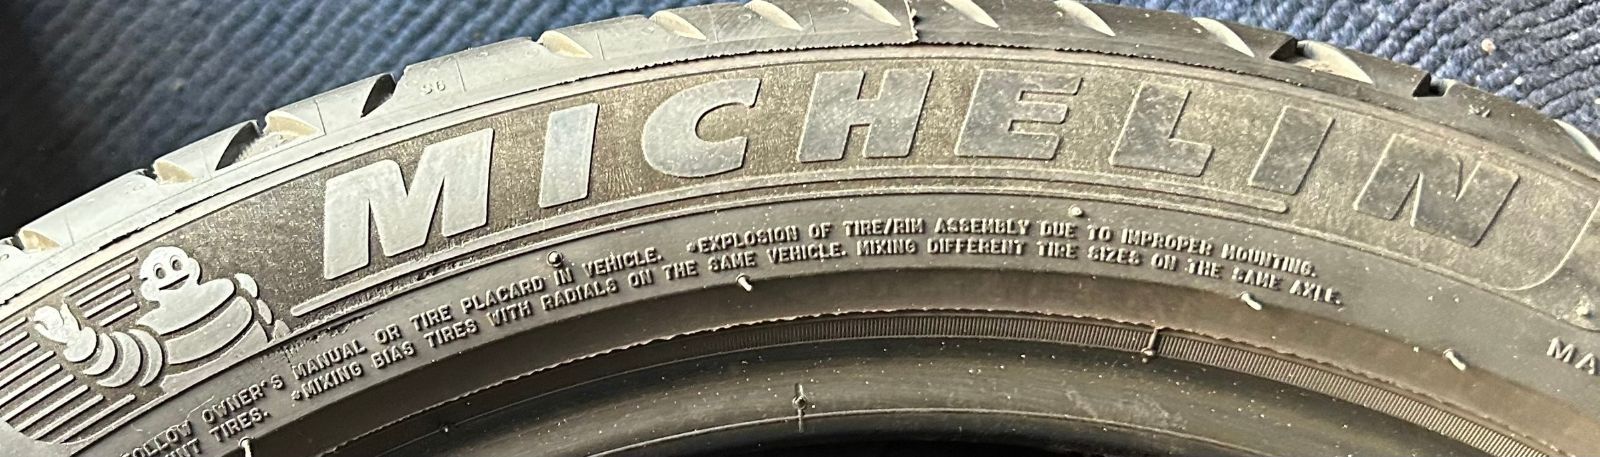 MICHELIN
FOLLOW OWNER'S MANUAL OR TIRE PLACARD IN VEHICLE. *EXPLOSION OF TIRE/RIM ASSEMBLY DUE TO IMPROPER MOUNTING.
TIRES. *MIXING BIAS TIRES WITH RADIALS ON THE SAME VEHICLE. MIXING DIFFERENT TIRE SIZES ON THE SAME AXLE.
MA